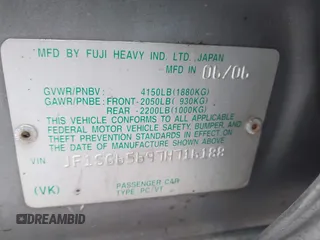 MFD BY FUJI HEAVY IND. LTD. JAPAN
MFD IN 06/06
GVWR/PNBV: 4150LB(1880KG)
GAWR/PNBE: FRONT-2050LB( 930KG)
REAR -2200LB(1000KG)
THIS VEHICLE CONFORMS TO ALL APPLICABLE
FEDERAL MOTOR VEHICLE SAFETY, BUMPER, AND
THEFT PREVENTION STANDARDS IN EFFECT ON
THE DATE OF MANUFACTURE SHOWN ABOVE.
VIN
PASSENGER CAR
(VK) TYPE PC/VT
DREAMBID